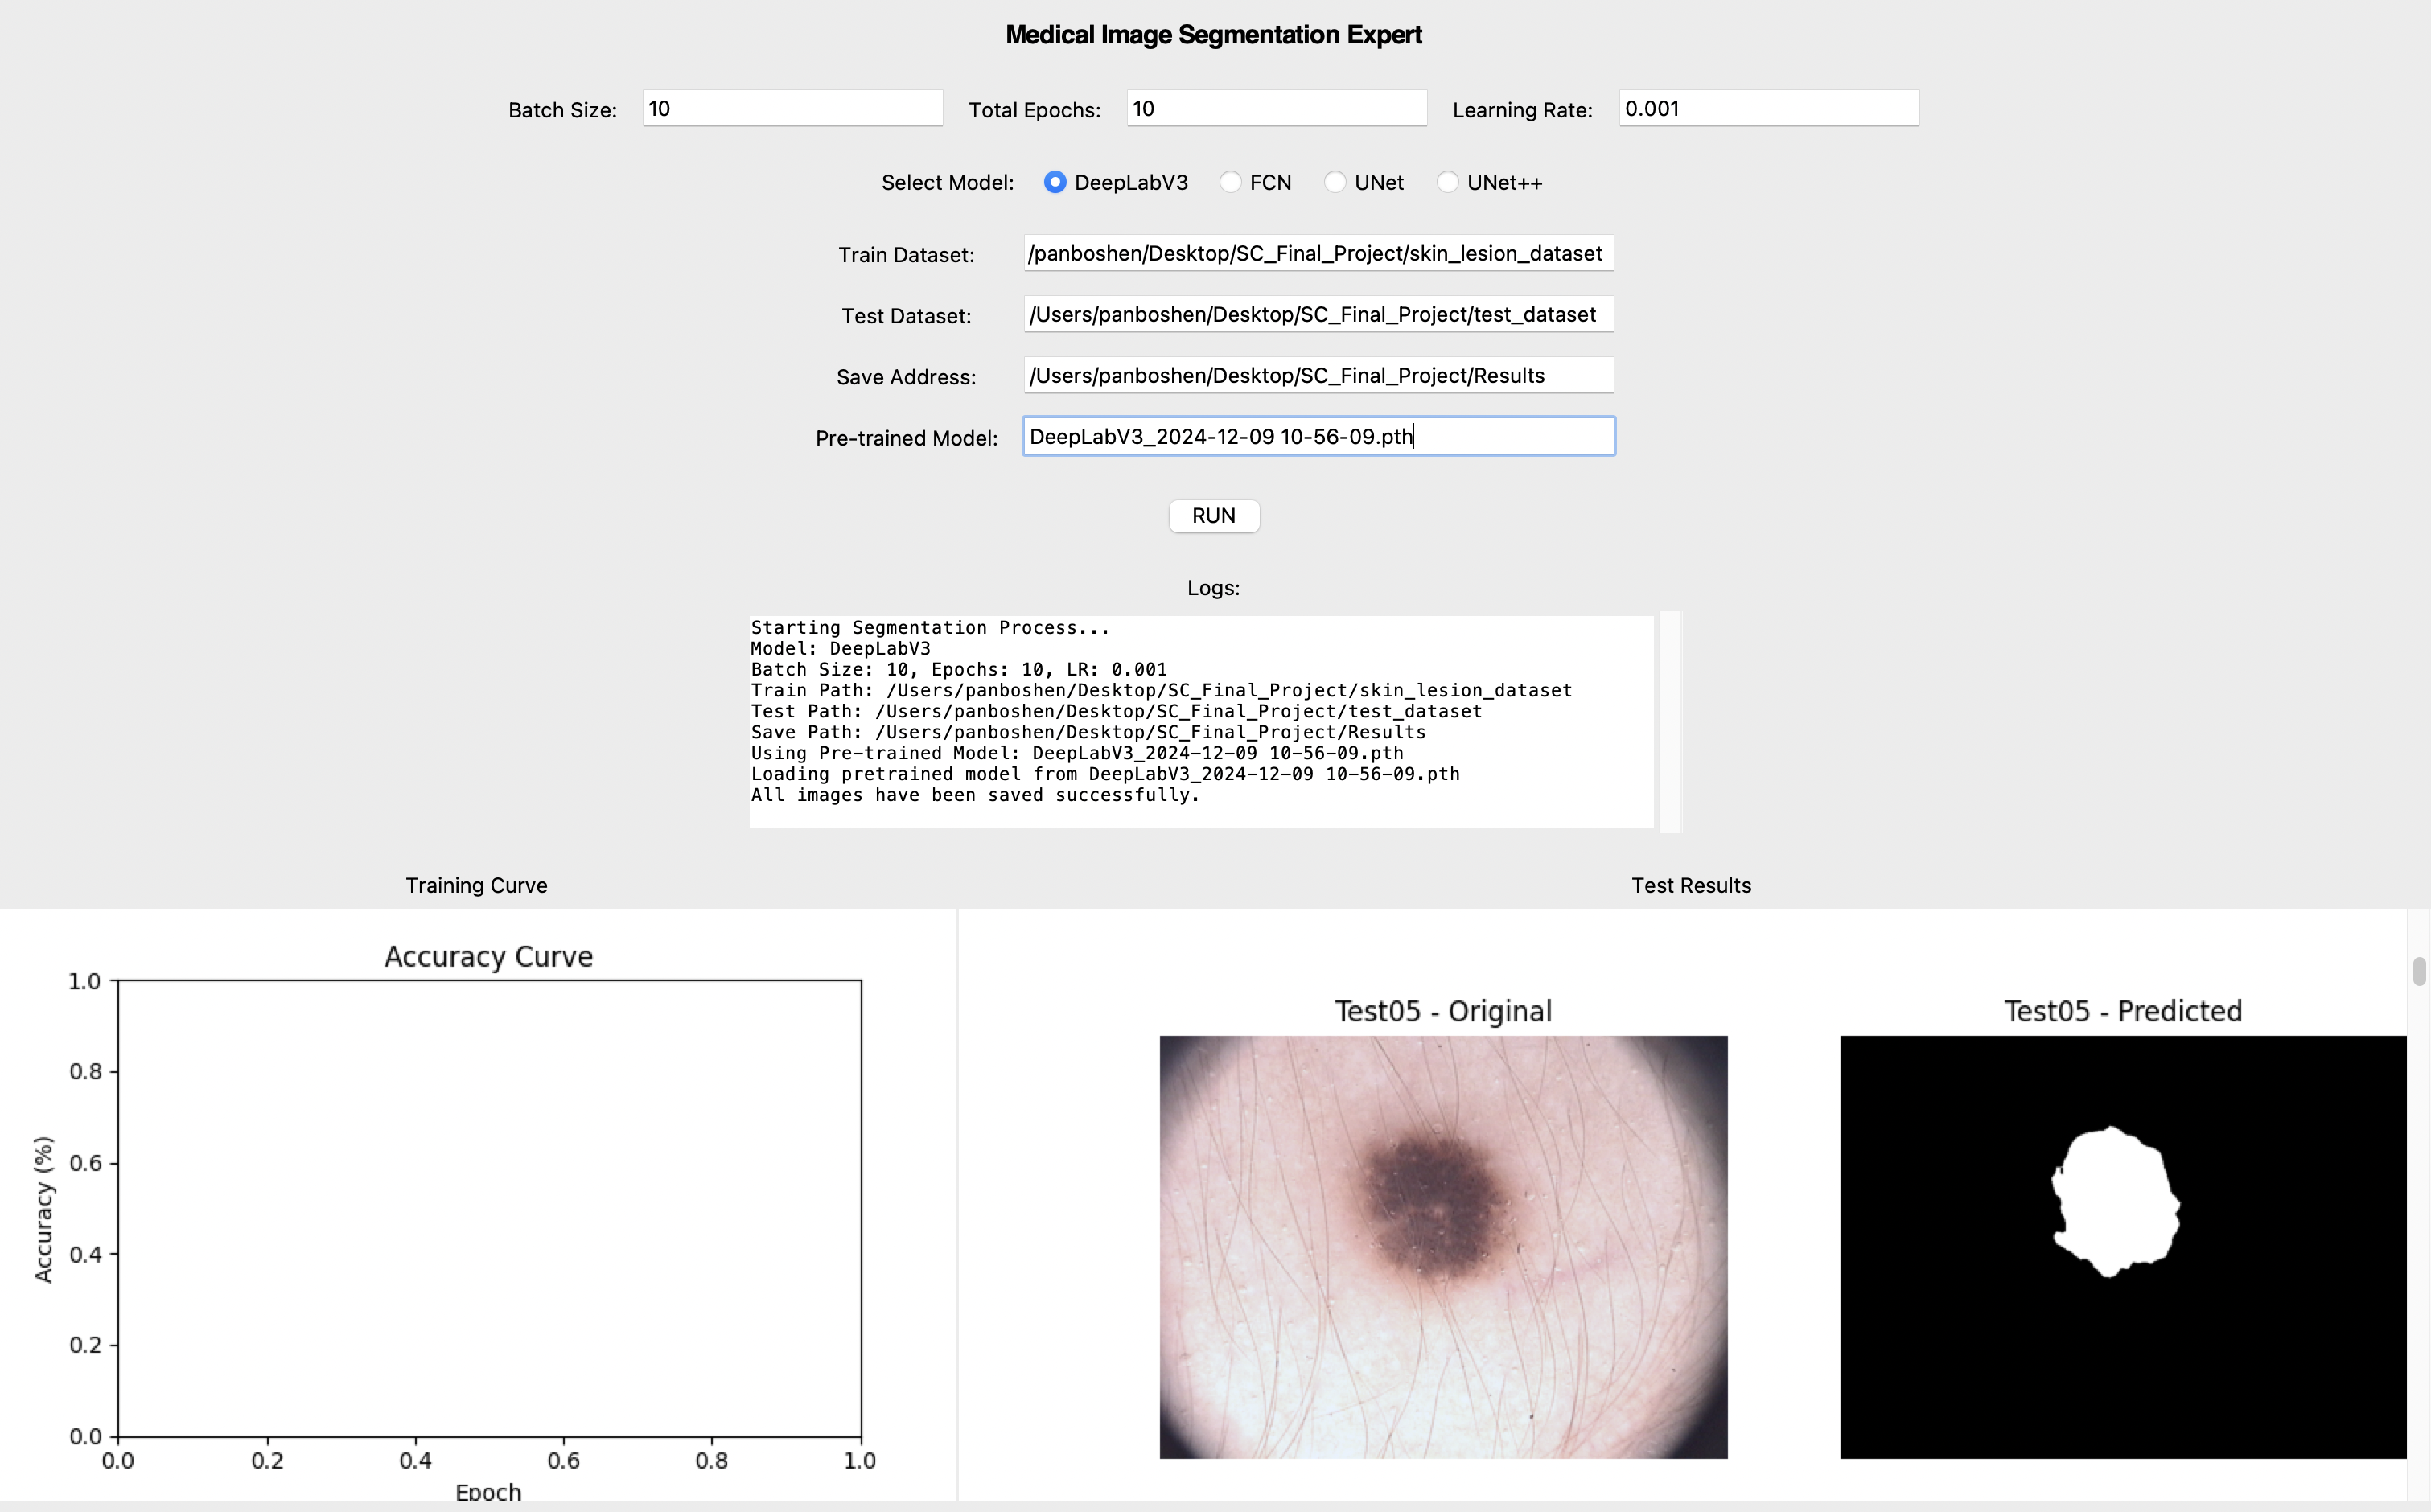 Medical Image Segmentation Expert
Batch Size: 10 Total Epochs: 10 Learning Rate: 0.001
Select Model: DeepLabV3 FCN UNet UNet++
Train Dataset: /panboshen/Desktop/SC_Final_Project/skin_lesion_dataset
Test Dataset: /Users/panboshen/Desktop/SC_Final_Project/test_dataset
Save Address: /Users/panboshen/Desktop/SC_Final_Project/Results
Pre-trained Model: DeepLabV3_2024-12-09 10-56-09.pth
RUN
Logs:
Starting Segmentation Process...
Model: DeepLabV3
Batch Size: 10, Epochs: 10, LR: 0.001
Train Path: /Users/panboshen/Desktop/SC_Final_Project/skin_lesion_dataset
Test Path: /Users/panboshen/Desktop/SC_Final_Project/test_dataset
Save Path: /Users/panboshen/Desktop/SC_Final_Project/Results
Using Pre-trained Model: DeepLabV3_2024-12-09 10-56-09.pth
Loading pretrained model from DeepLabV3_2024-12-09 10-56-09.pth
All images have been saved successfully.
Training Curve
Accuracy Curve
Accuracy (%)
1.0
0.8
0.6
0.4
0.2
0.0
0.0 0.2 0.4 0.6 0.8 1.0
Epoch
Test Results
Test05 - Original
Test05 - Predicted